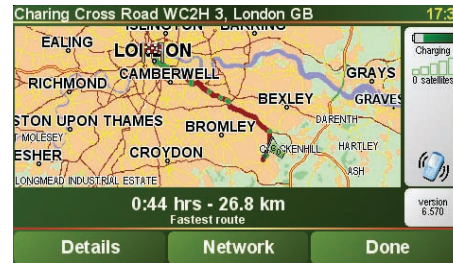 Charing Cross Road WC2H 3, London GB
17:3
EALING
Charging
0 satellites
RICHMOND
CAMBERWELL
GRAYS
BEXLEY
GRAVES
STON UPON THAMES
BROMLEY
DARENTH
T MOLESEY
ESHER
CROYDON
HARTLEY
ASH
LONGMEAD INDUSTRIAL ESTATE
0:44 hrs - 26.8 km
Fastest route
version
6.570
Details
Network
Done